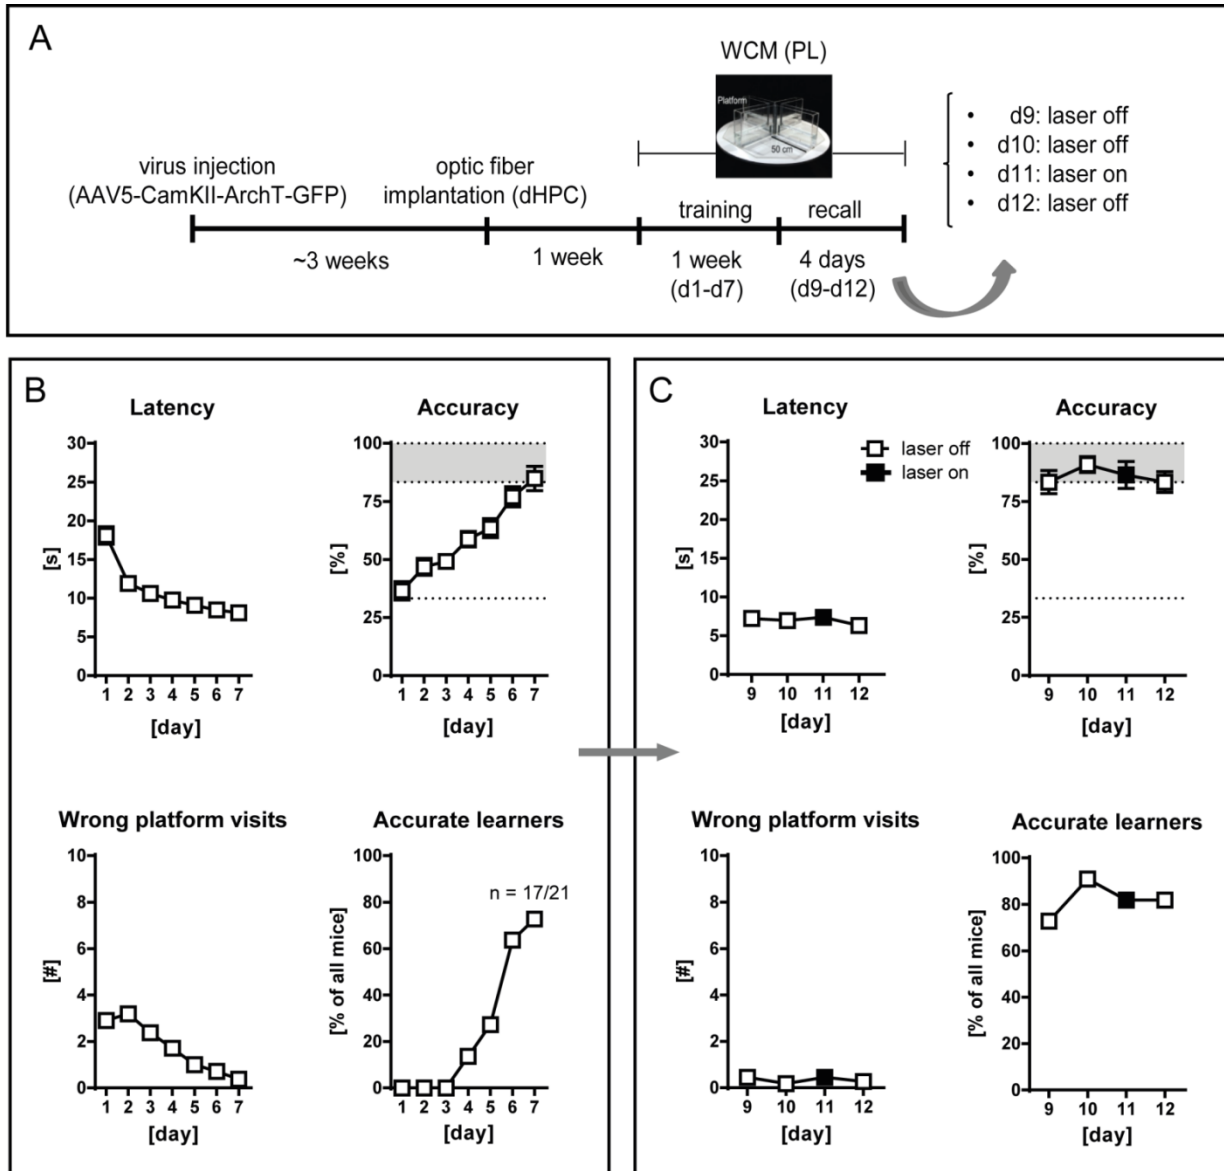 A
WCM (PL)
Platform
50 cm
virus injection
(AAV5-CamKII-ArchT-GFP)
optic fiber
implantation (dHPC)
training
recall
~3 weeks
1 week
1 week
(d1-d7)
4 days
(d9-d12)
• d9: laser off
• d10: laser off
• d11: laser on
• d12: laser off
B
Latency
30
25
20
15
10
5
0
[s]
1 2 3 4 5 6 7
[day]
Accuracy
100
75
50
25
0
[%]
1 2 3 4 5 6 7
[day]
Wrong platform visits
10
8
6
4
2
0
[#]
1 2 3 4 5 6 7
[day]
Accurate learners
n = 17/21
100
80
60
40
20
0
[% of all mice]
1 2 3 4 5 6 7
[day]
C
Latency
laser off
laser on
30
25
20
15
10
5
0
[s]
9 10 11 12
[day]
Accuracy
100
75
50
25
0
[%]
9 10 11 12
[day]
Wrong platform visits
10
8
6
4
2
0
[#]
9 10 11 12
[day]
Accurate learners
100
80
60
40
20
0
[% of all mice]
9 10 11 12
[day]